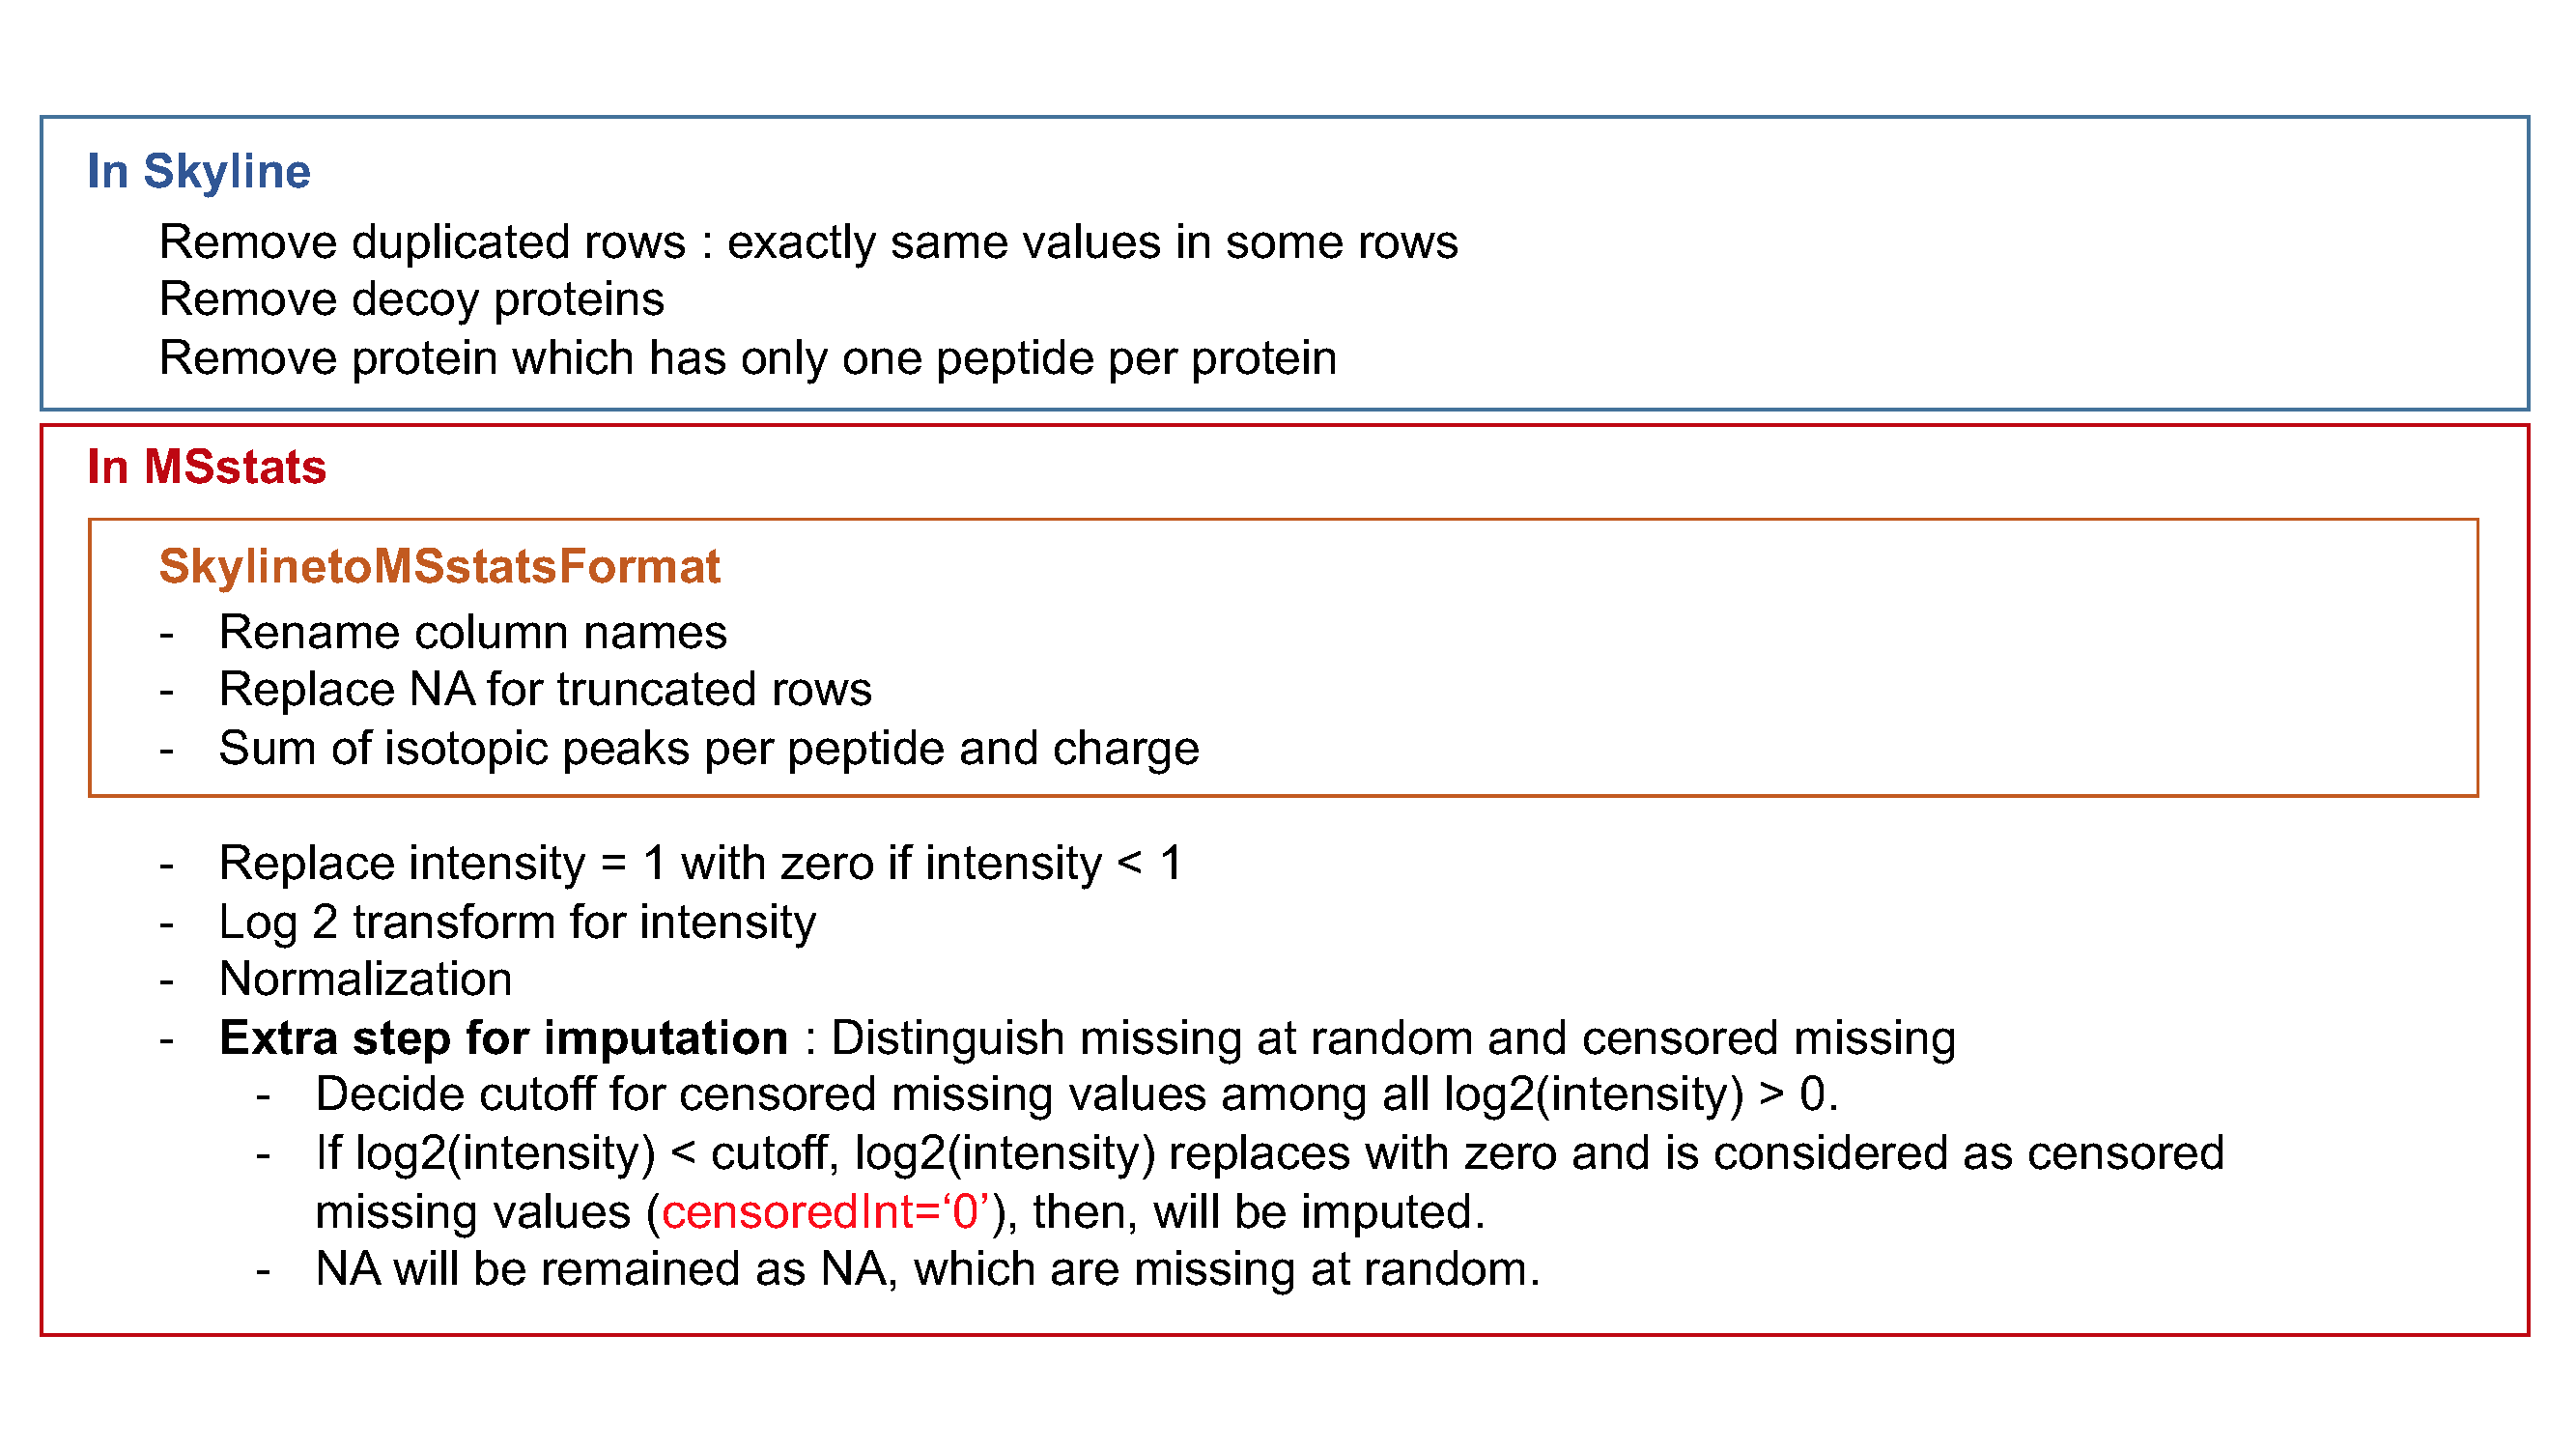 In Skyline
Remove duplicated rows : exactly same values in some rows
Remove decoy proteins
Remove protein which has only one peptide per protein
In MSstats
SkylinetoMSstatsFormat
- Rename column names
- Replace NA for truncated rows
- Sum of isotopic peaks per peptide and charge
- Replace intensity = 1 with zero if intensity < 1
- Log 2 transform for intensity
- Normalization
- Extra step for imputation : Distinguish missing at random and censored missing
- Decide cutoff for censored missing values among all log2(intensity) > 0.
- If log2(intensity) < cutoff, log2(intensity) replaces with zero and is considered as censored
missing values (censoredInt=‘0’), then, will be imputed.
- NA will be remained as NA, which are missing at random.